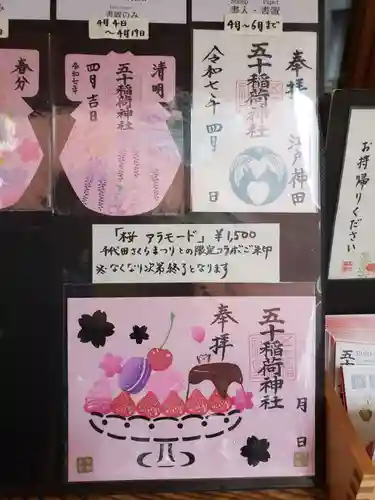 書置のみ
4月4日
〜4月19日
書入・書置
4月〜6月まで
春分
令和七年
清明
五十稲荷神社
四月吉日
奉拝
江戸神田
五十稲荷神社
令和七年 四月 日
お持ち帰りください
「桜 アラモード」 ¥1,500
千代田さくらまつりとの限定コラボご朱印
※なくなり次第終了となります
奉拝
五十稲荷神社
月 日